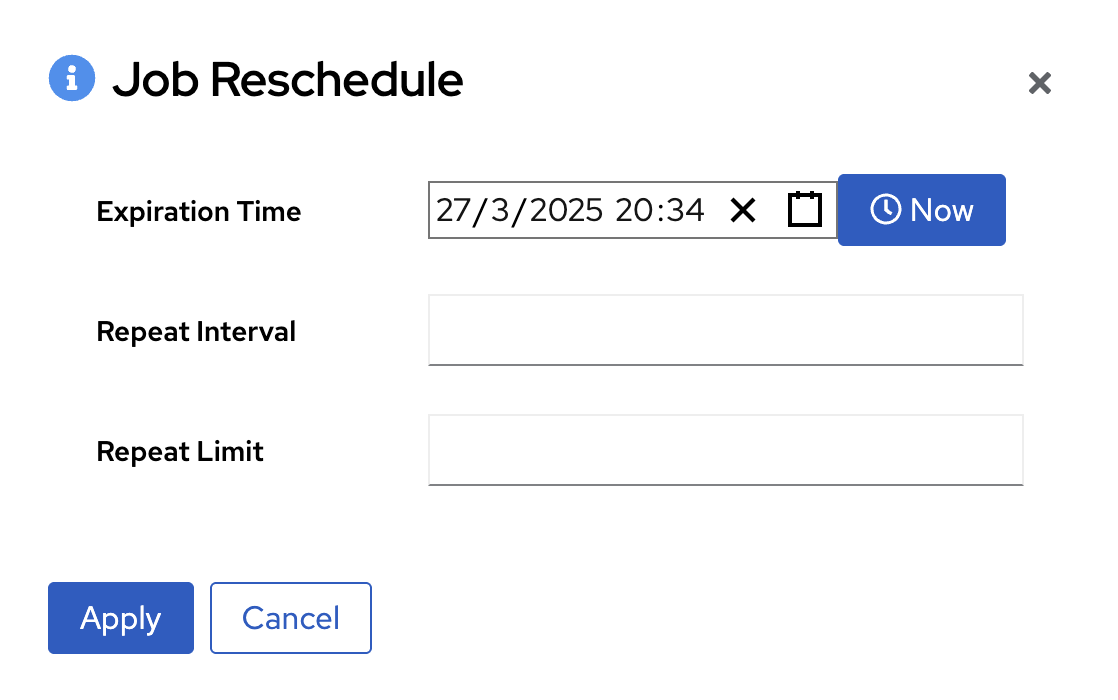 Job Reschedule
Expiration Time 27/3/2025 20:34 Now
Repeat Interval
Repeat Limit
Apply Cancel